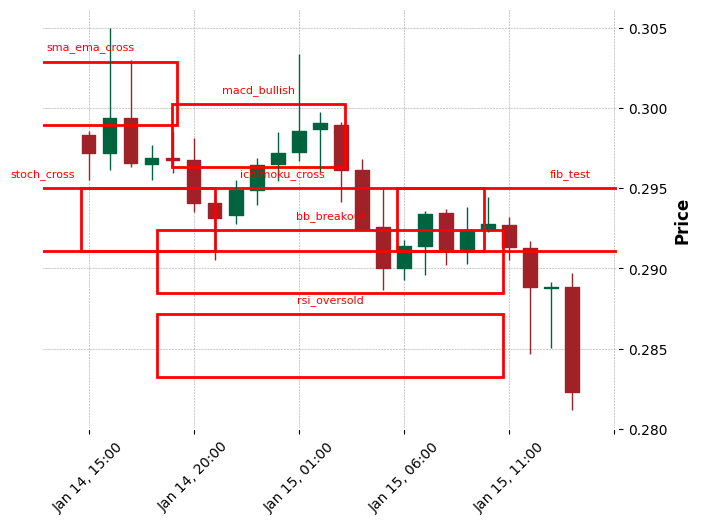 sma_ema_cross
macd_bullish
stoch_cross
ichimoku_cross
fib_test
bb_breakout
rsi_oversold
0.305
0.300
0.295
0.290
0.285
0.280
Price
Jan 14, 15:00
Jan 14, 20:00
Jan 15, 01:00
Jan 15, 06:00
Jan 15, 11:00